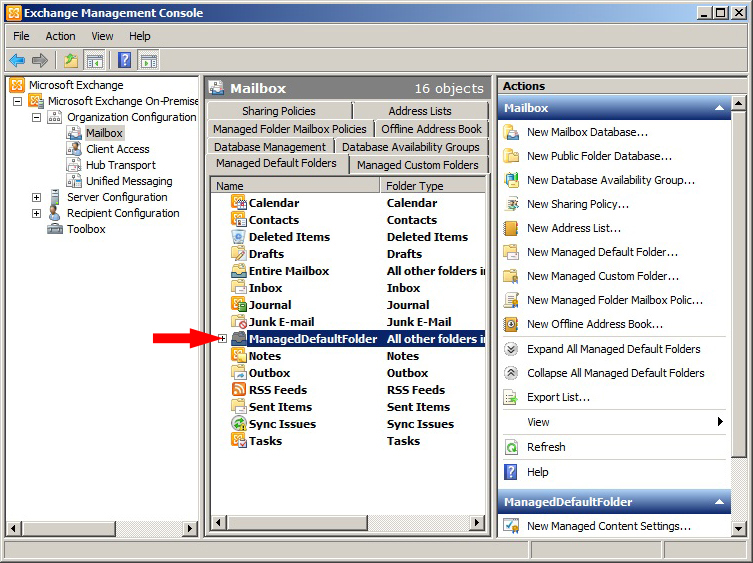 Exchange Management Console
File Action View Help
Microsoft Exchange
Microsoft Exchange On-Premise
Organization Configuration
Mailbox
Client Access
Hub Transport
Unified Messaging
Server Configuration
Recipient Configuration
Toolbox
Mailbox 16 objects
Sharing Policies Address Lists
Managed Folder Mailbox Policies Offline Address Book
Database Management Database Availability Groups
Managed Default Folders Managed Custom Folders
Name Folder Type
Calendar Calendar
Contacts Contacts
Deleted Items Deleted Items
Drafts Drafts
Entire Mailbox All other folders i
Inbox Inbox
Journal Journal
Junk E-mail Junk E-Mail
ManagedDefaultFolder All other folders i
Notes Notes
Outbox Outbox
RSS Feeds RSS Feeds
Sent Items Sent Items
Sync Issues Sync Issues
Tasks Tasks
Actions
Mailbox
New Mailbox Database...
New Public Folder Database...
New Database Availability Group...
New Sharing Policy...
New Address List...
New Managed Default Folder...
New Managed Custom Folder...
New Managed Folder Mailbox Polic...
New Offline Address Book...
Expand All Managed Default Folders
Collapse All Managed Default Folders
Export List...
View
Refresh
Help
ManagedDefaultFolder
New Managed Content Settings...